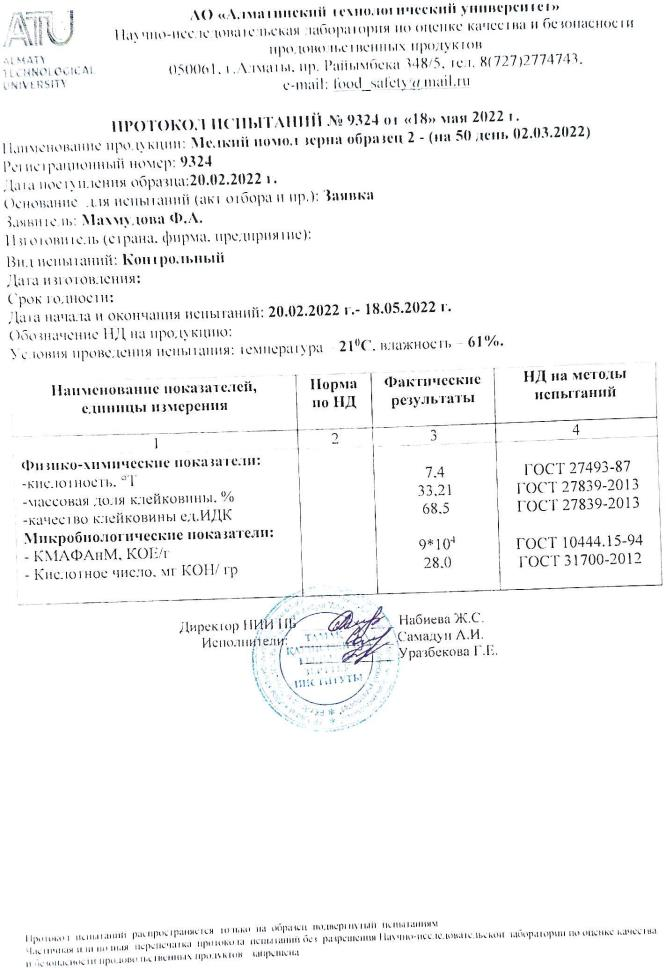 ATU
ALMATY
TECHNOLOGICAL
UNIVERSITY
АО «Алматинский технологический университет»
Научно-исследовательская лаборатория по оценке качества и безопасности
продовольственных продуктов
050061, г.Алматы, пр. Райымбека 348/5, тел. 8(727)2774743,
e-mail: food_safety@mail.ru
ПРОТОКОЛ ИСПЫТАНИЙ № 9324 от «18» мая 2022 г.
Наименование продукции: Мелкий помол зерна образец 2 - (на 50 день 02.03.2022)
Регистрационный номер: 9324
Дата поступления образца:20.02.2022 г.
Основание для испытаний (акт отбора и пр.): Заявка
Заявитель: Махмудова Ф.А.
Изготовитель (страна, фирма, предприятие):
Вид испытаний: Контрольный
Дата изготовления:
Срок годности:
Дата начала и окончания испытаний: 20.02.2022 г.- 18.05.2022 г.
Обозначение НД на продукцию:
Условия проведения испытания: температура – 21⁰С, влажность – 61%.
Наименование показателей, единицы измерения
Норма по НД
Фактические результаты
НД на методы испытаний
1 2 3 4
Физико-химические показатели:
-кислотность, °Т 7,4 ГОСТ 27493-87
-массовая доля клейковины, % 33,21 ГОСТ 27839-2013
-качество клейковины ед.ИДК 68,5 ГОСТ 27839-2013
Микробиологические показатели:
- КМАФАнМ, КОЕ/г 9*10⁴ ГОСТ 10444.15-94
- Кислотное число, мг КОН/ гр 28,0 ГОСТ 31700-2012
Директор НИИ ПБ Набиева Ж.С.
Исполнители: Самадун А.И.
Уразбекова Г.Е.
ИНСТИТУТЫ
Протокол испытаний распространяется только на образец подвергнутый испытаниям
Частичная или полная перепечатка протокола испытаний без разрешения Научно-исследовательской лаборатории по оценке качества
и безопасности продовольственных продуктов запрещена